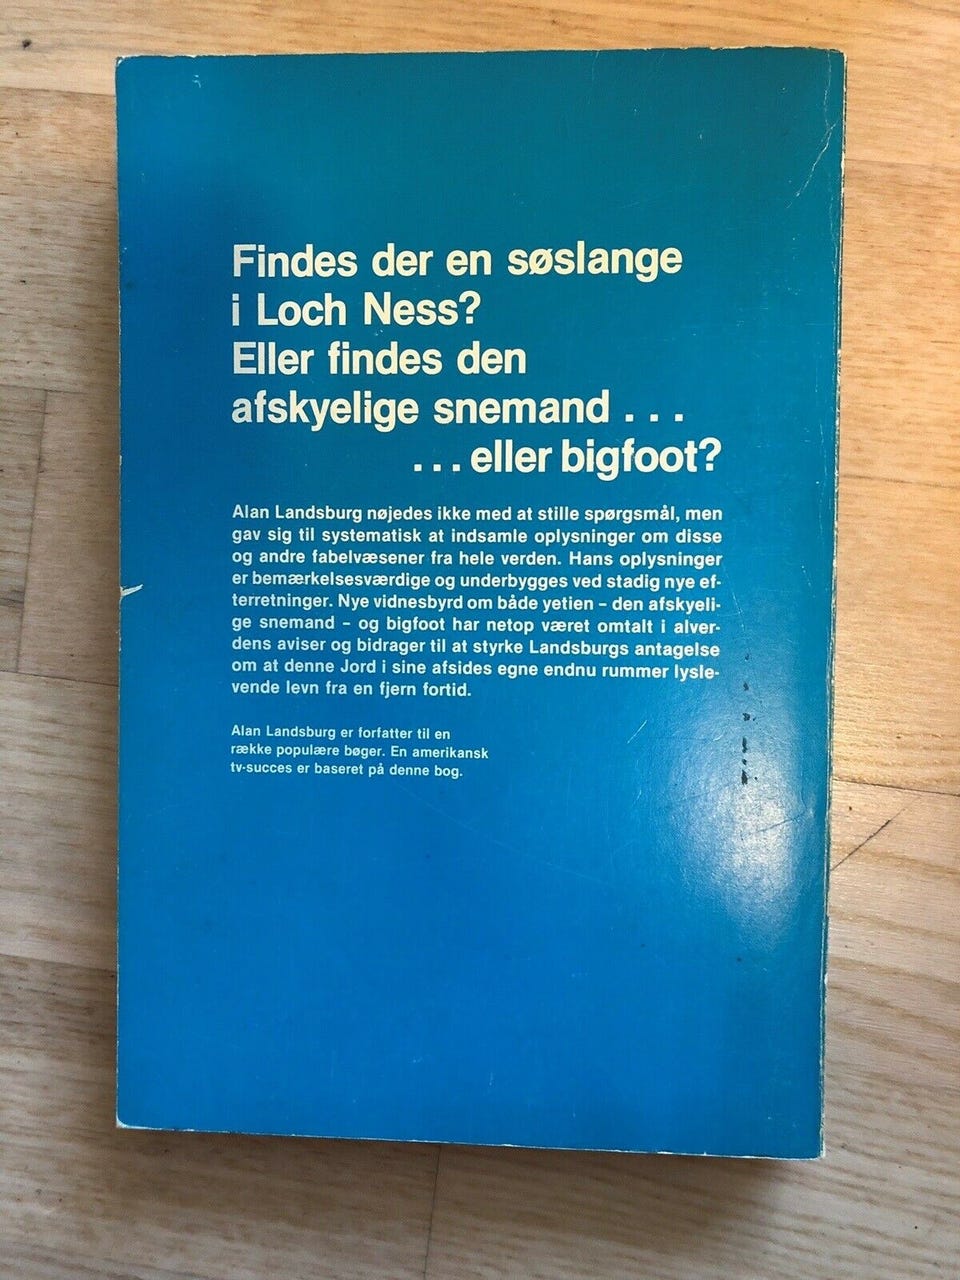 Findes der en søslange
i Loch Ness?
Eller findes den
afskyelige snemand . . .
. . . eller bigfoot?
Alan Landsburg nøjedes ikke med at stille spørgsmål, men
gav sig til systematisk at indsamle oplysninger om disse
og andre fabelvæsener fra hele verden. Hans oplysninger
er bemærkelsesværdige og underbygges ved stadig nye ef-
terretninger. Nye vidnesbyrd om både yetien – den afskyeli-
ge snemand – og bigfoot har netop været omtalt i alver-
dens aviser og bidrager til at styrke Landsburgs antagelse
om at denne Jord i sine afsides egne endnu rummer lysle-
vende levn fra en fjern fortid.
Alan Landsburg er forfatter til en
række populære bøger. En amerikansk
tv-succes er baseret på denne bog.